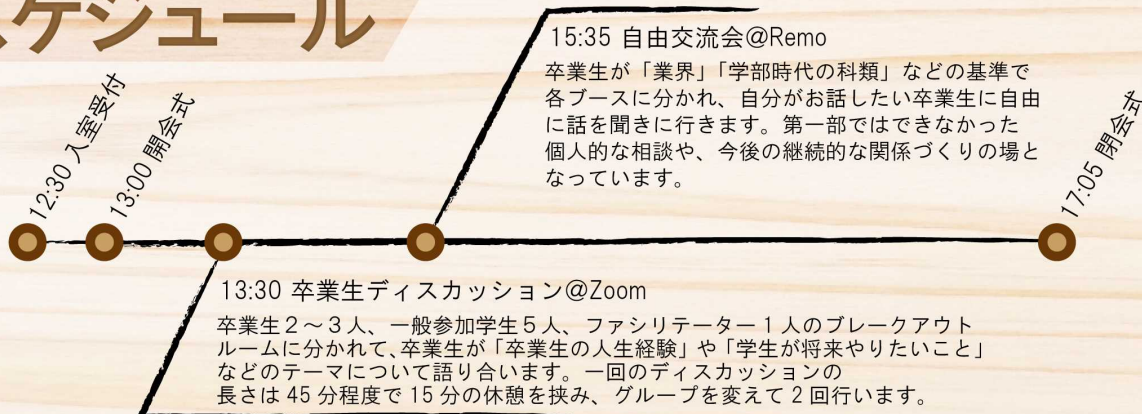 スケジュール
15:35 自由交流会@Remo
卒業生が「業界」「学部時代の科類」などの基準で
各ブースに分かれ、自分がお話したい卒業生に自由
に話を聞きに行きます。第一部ではできなかった
個人的な相談や、今後の継続的な関係づくりの場と
なっています。
12:30 入室受付
13:00 開会式
17:05 閉会式
13:30 卒業生ディスカッション@Zoom
卒業生2～3人、一般参加学生5人、ファシリテーター1人のブレークアウト
ルームに分かれて、卒業生が「卒業生の人生経験」や「学生が将来やりたいこと」
などのテーマについて語り合います。一回のディスカッションの
長さは45分程度で15分の休憩を挟み、グループを変えて2回行います。